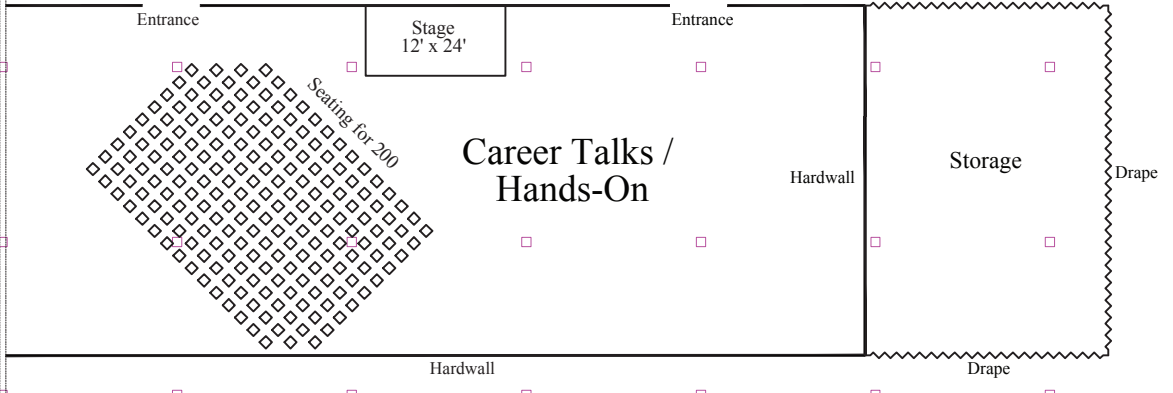 Entrance
Stage
12' x 24'
Entrance
Seating for 200
Career Talks /
Hands-On
Hardwall
Storage
Drape
Hardwall
Drape